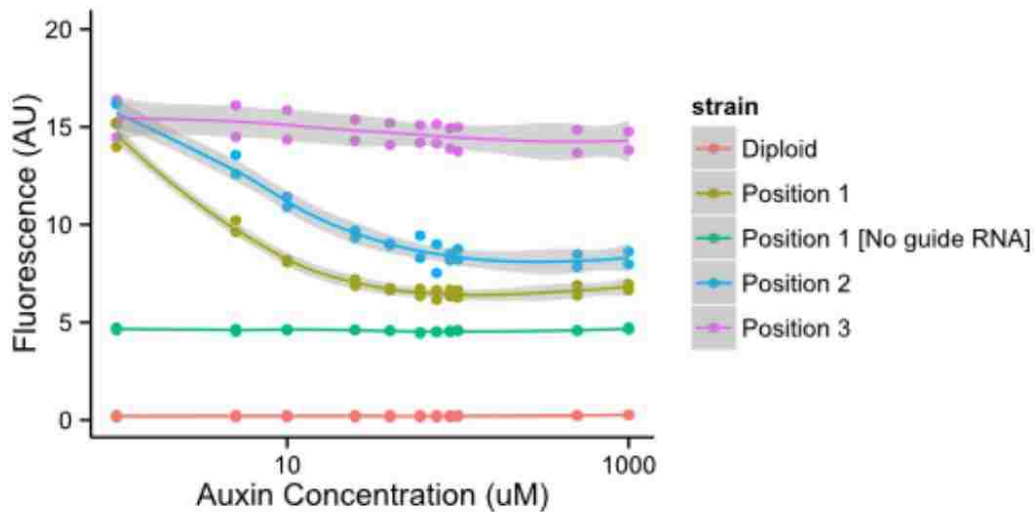 20
15
10
5
0
Fluorescence (AU)
10
1000
Auxin Concentration (uM)
strain
Diploid
Position 1
Position 1 [No guide RNA]
Position 2
Position 3